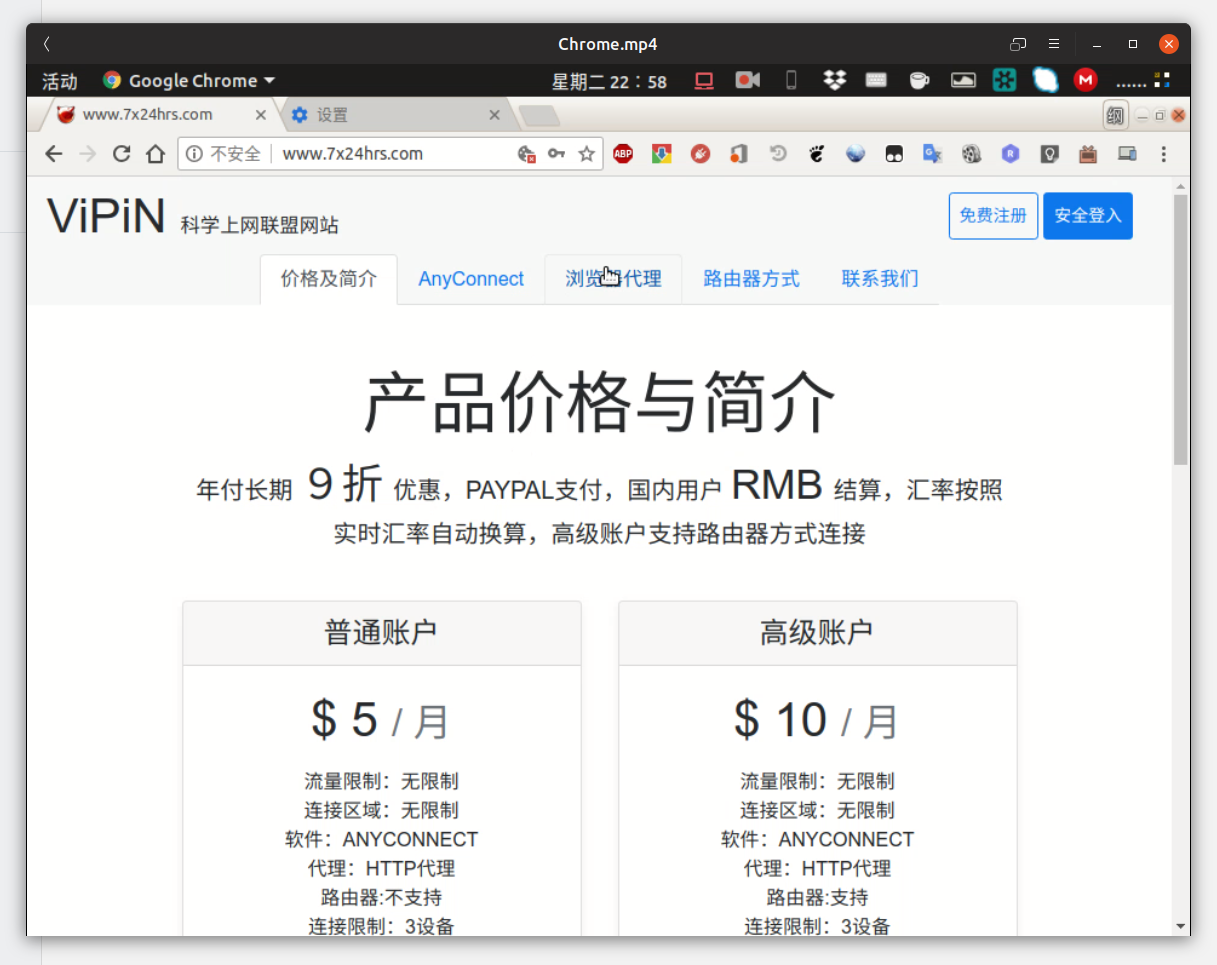 Chrome.mp4
活动 Google Chrome 星期二 22：58
www.7x24hrs.com 设置
不安全 www.7x24hrs.com
ABP
ViPiN 科学上网联盟网站
免费注册 安全登入
价格及简介 AnyConnect 浏览器代理 路由器方式 联系我们
产品价格与简介
年付长期 9 折 优惠，PAYPAL支付，国内用户 RMB 结算，汇率按照
实时汇率自动换算，高级账户支持路由器方式连接
普通账户
$ 5 / 月
流量限制：无限制
连接区域：无限制
软件：ANYCONNECT
代理：HTTP代理
路由器:不支持
连接限制：3设备
高级账户
$ 10 / 月
流量限制：无限制
连接区域：无限制
软件：ANYCONNECT
代理：HTTP代理
路由器:支持
连接限制：3设备